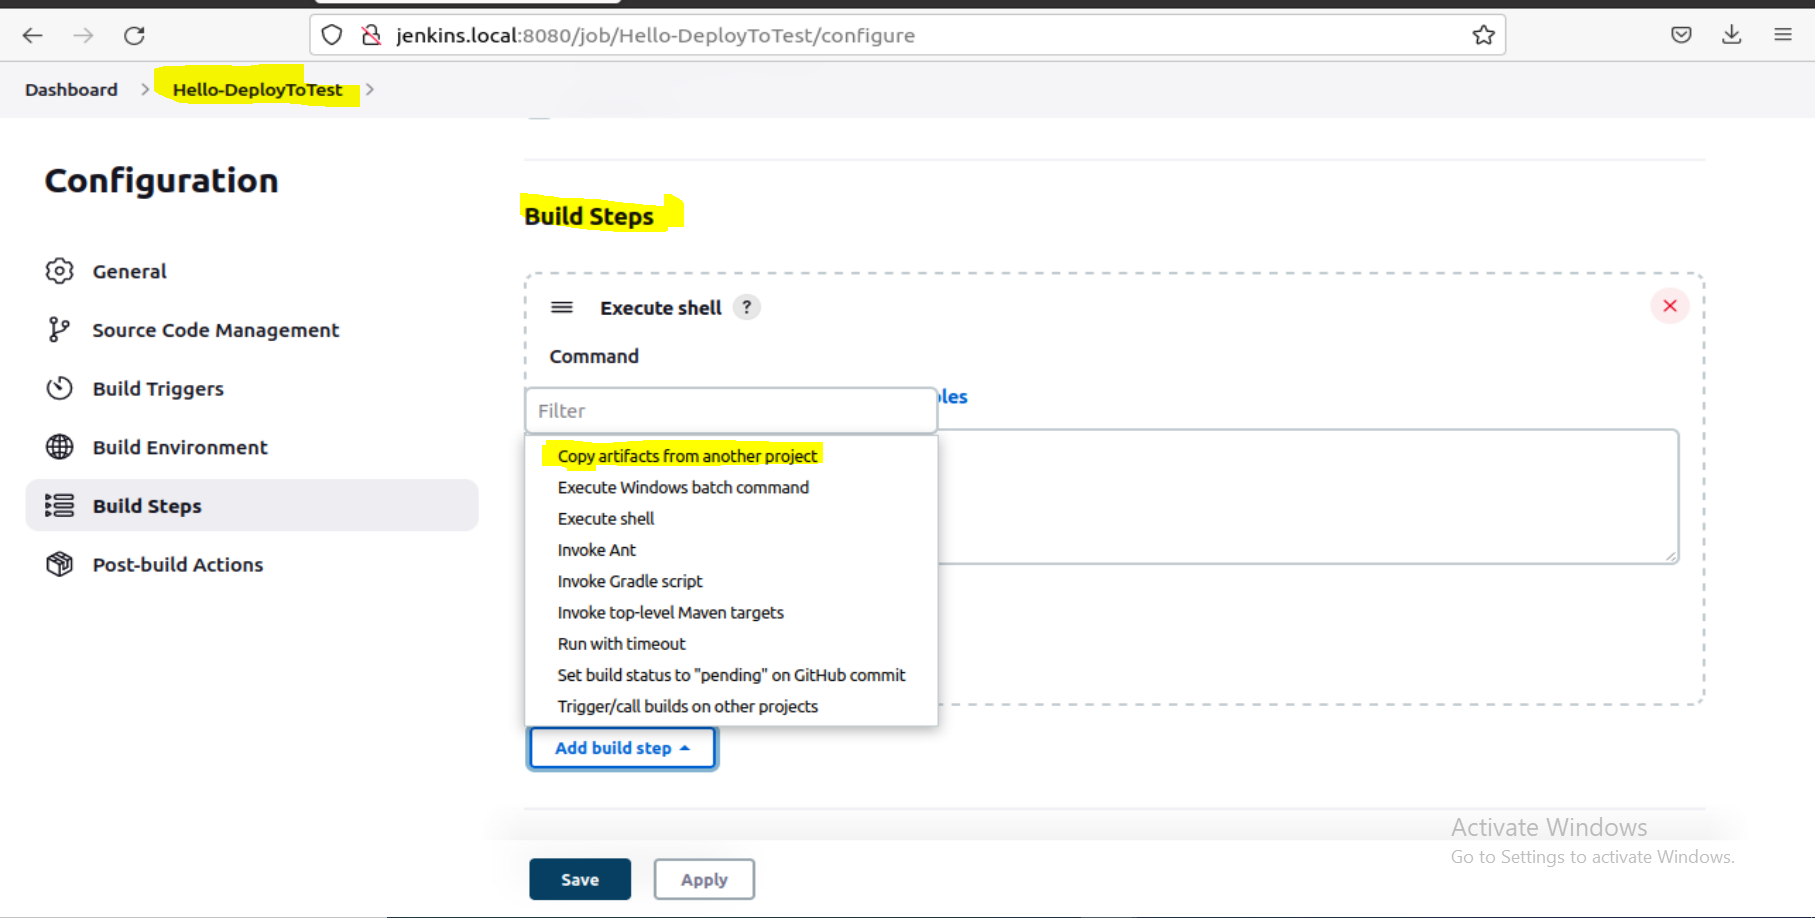 jenkins.local:8080/job/Hello-DeployToTest/configure
Dashboard > Hello-DeployToTest >
Configuration
General
Source Code Management
Build Triggers
Build Environment
Build Steps
Post-build Actions
Build Steps
Execute shell ?
Command
Filter
Copy artifacts from another project
Execute Windows batch command
Execute shell
Invoke Ant
Invoke Gradle script
Invoke top-level Maven targets
Run with timeout
Set build status to "pending" on GitHub commit
Trigger/call builds on other projects
Add build step
Save Apply
Activate Windows
Go to Settings to activate Windows.